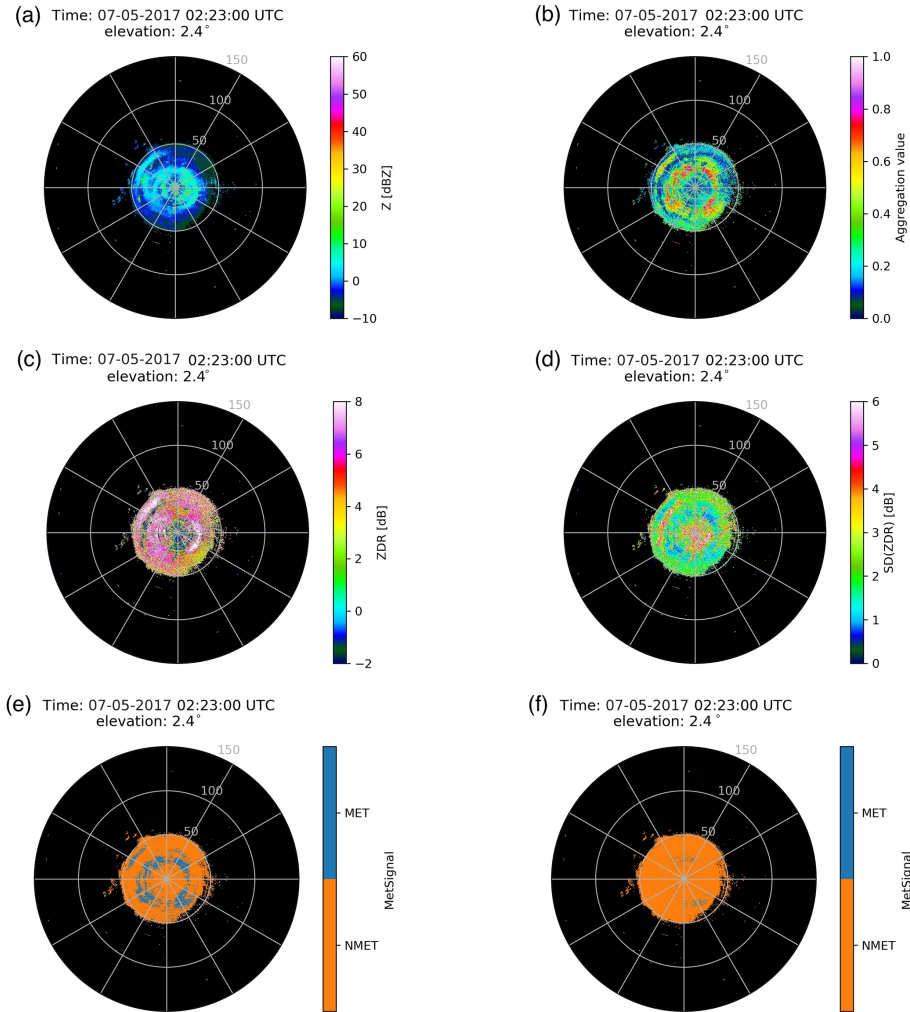 (a) Time: 07-05-2017 02:23:00 UTC
elevation: 2.4°
150
100
50
60
50
40
30
20
10
0
−10
Z [dBZ]
(b) Time: 07-05-2017 02:23:00 UTC
elevation: 2.4°
150
100
50
1.0
0.8
0.6
0.4
0.2
0.0
Aggregation value
(c) Time: 07-05-2017 02:23:00 UTC
elevation: 2.4°
150
100
50
8
6
4
2
0
−2
ZDR [dB]
(d) Time: 07-05-2017 02:23:00 UTC
elevation: 2.4°
150
100
50
6
5
4
3
2
1
0
SD(ZDR) [dB]
(e) Time: 07-05-2017 02:23:00 UTC
elevation: 2.4°
150
100
50
MET
NMET
MetSignal
(f) Time: 07-05-2017 02:23:00 UTC
elevation: 2.4°
150
100
50
MET
NMET
MetSignal